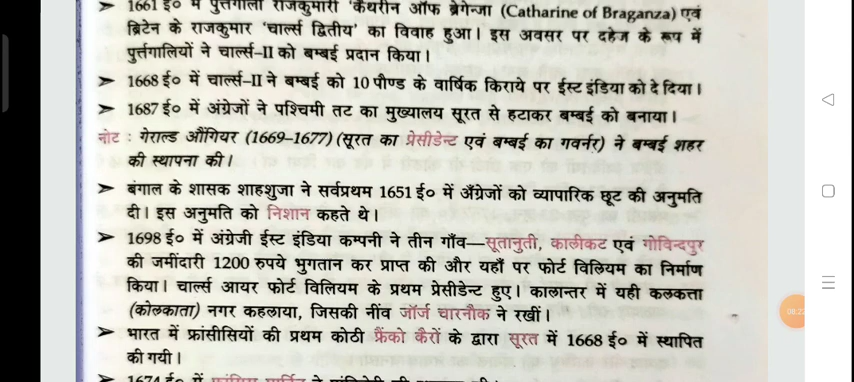 1661 ई० में पुर्तगाली राजकुमारी 'कैथरीन ऑफ ब्रेगेन्जा (Catharine of Braganza) एवं
ब्रिटेन के राजकुमार 'चार्ल्स द्वितीय' का विवाह हुआ। इस अवसर पर दहेज के रूप में
पुर्त्तगालियों ने चार्ल्स–II को बम्बई प्रदान किया।
➤ 1668 ई० में चार्ल्स–II ने बम्बई को 10 पौण्ड के वार्षिक किराये पर ईस्ट इंडिया को दे दिया।
➤ 1687 ई० में अंग्रेजों ने पश्चिमी तट का मुख्यालय सूरत से हटाकर बम्बई को बनाया।
नोट : गेराल्ड औंगियर (1669–1677) (सूरत का प्रेसीडेन्ट एवं बम्बई का गवर्नर) ने बम्बई शहर
की स्थापना की।
➤ बंगाल के शासक शाहशुजा ने सर्वप्रथम 1651 ई० में अँग्रेजों को व्यापारिक छूट की अनुमति
दी। इस अनुमति को निशान कहते थे।
➤ 1698 ई० में अंग्रेजी ईस्ट इंडिया कम्पनी ने तीन गाँव—सूतानुती, कालीकट एवं गोविन्दपुर
की जमींदारी 1200 रुपये भुगतान कर प्राप्त की और यहाँ पर फोर्ट विलियम का निर्माण
किया। चार्ल्स आयर फोर्ट विलियम के प्रथम प्रेसीडेन्ट हुए। कालान्तर में यही कलकत्ता
(कोलकाता) नगर कहलाया, जिसकी नींव जॉर्ज चारनौक ने रखीं।
➤ भारत में फ्रांसीसियों की प्रथम कोठी फ्रैंको कैरों के द्वारा सूरत में 1668 ई० में स्थापित
की गयी।
1674 ई० में
08:22